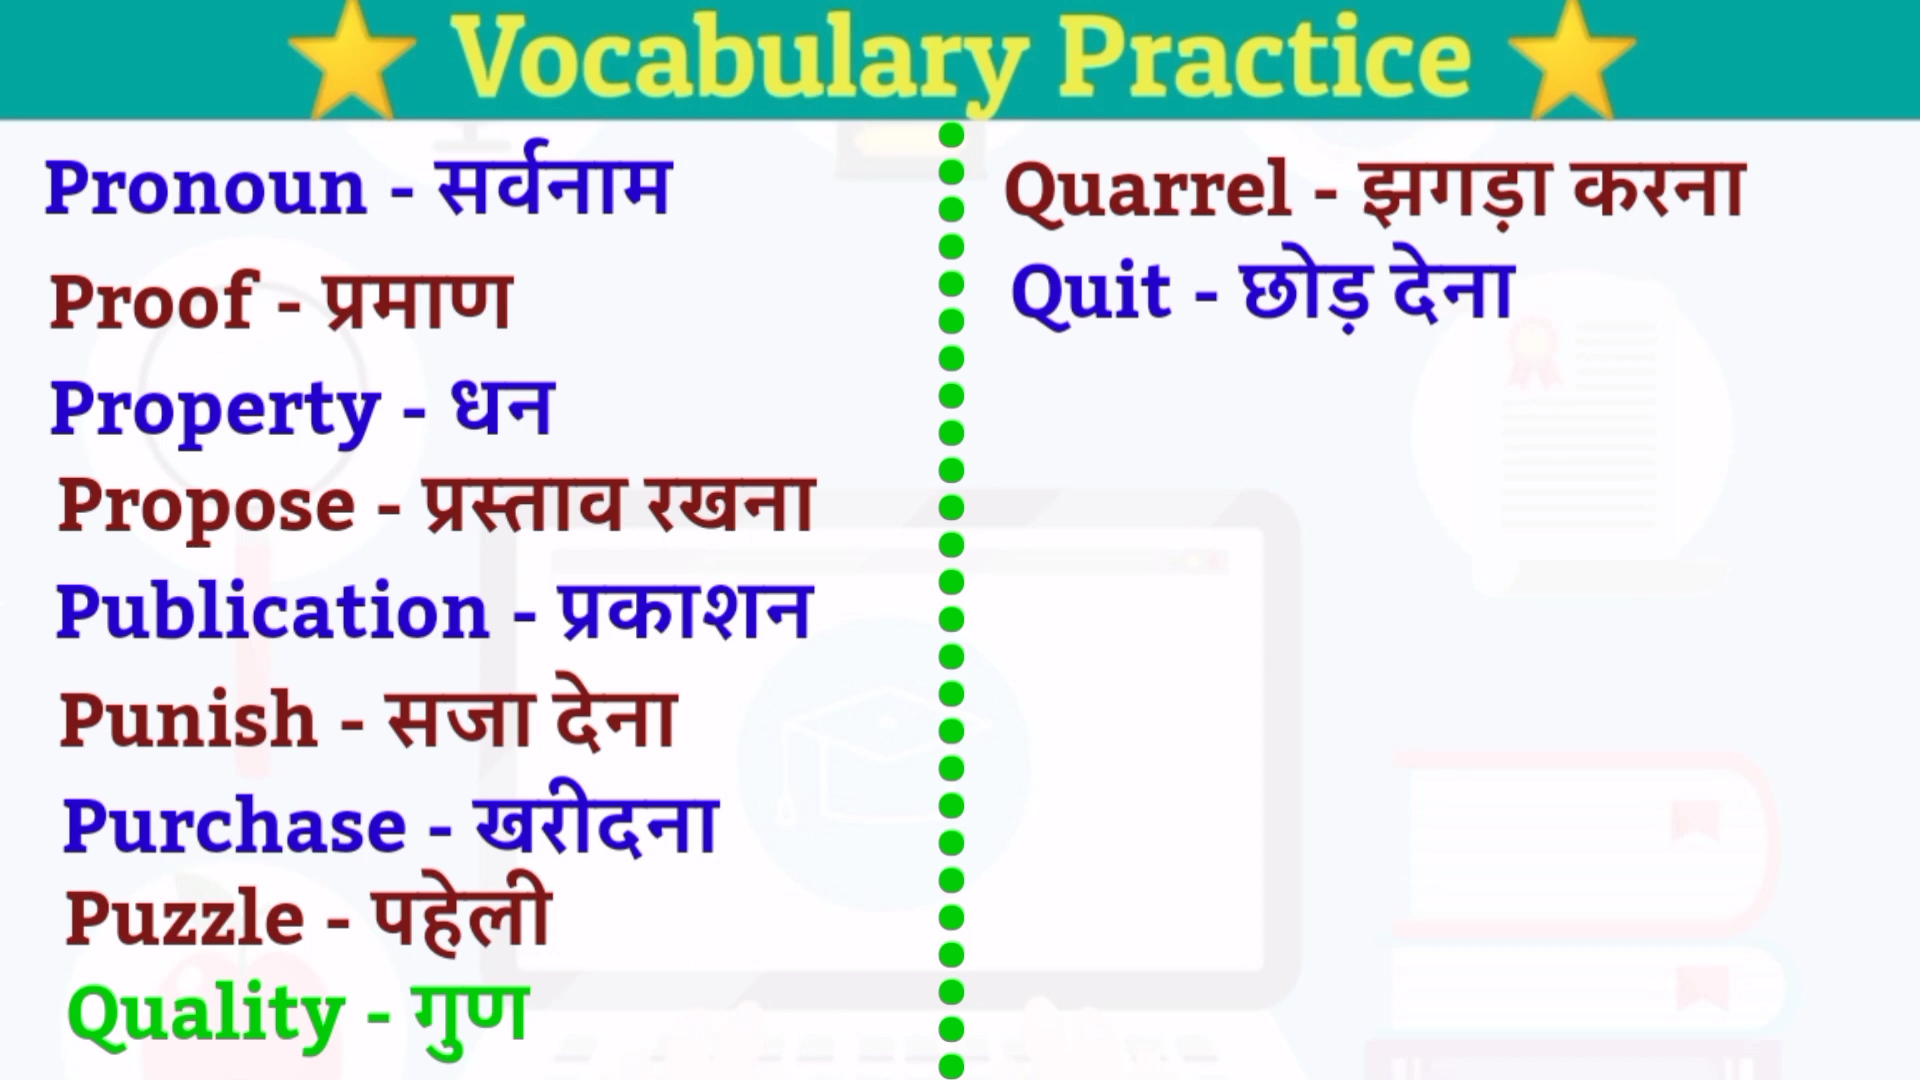 Vocabulary Practice
Pronoun - सर्वनाम
Proof - प्रमाण
Property - धन
Propose - प्रस्ताव रखना
Publication - प्रकाशन
Punish - सजा देना
Purchase - खरीदना
Puzzle - पहेली
Quality - गुण
Quarrel - झगड़ा करना
Quit - छोड़ देना